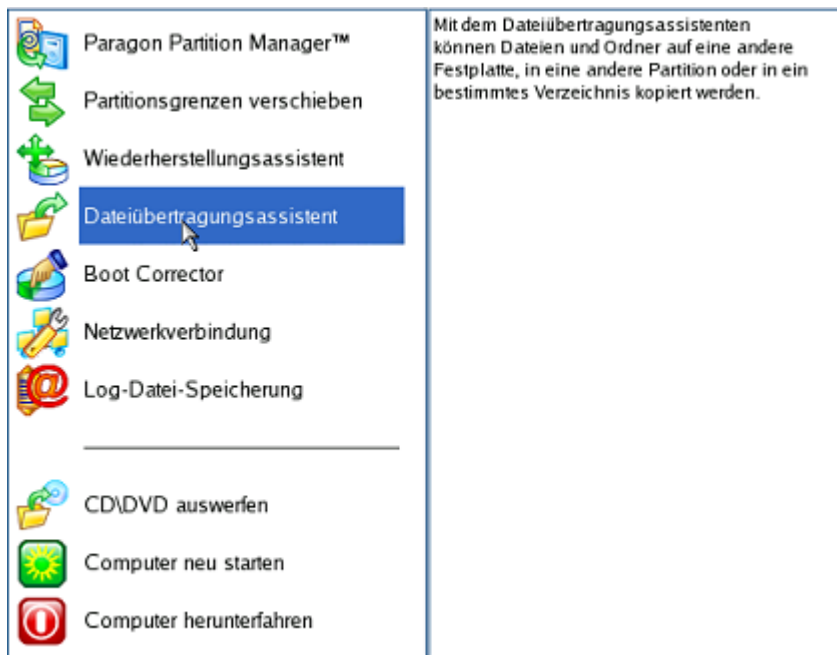 Paragon Partition Manager™
Partitionsgrenzen verschieben
Wiederherstellungsassistent
Dateiübertragungsassistent
Boot Corrector
Netzwerkverbindung
Log-Datei-Speicherung
CD\DVD auswerfen
Computer neu starten
Computer herunterfahren
Mit dem Dateiübertragungsassistenten
können Dateien und Ordner auf eine andere
Festplatte, in eine andere Partition oder in ein
bestimmtes Verzeichnis kopiert werden.